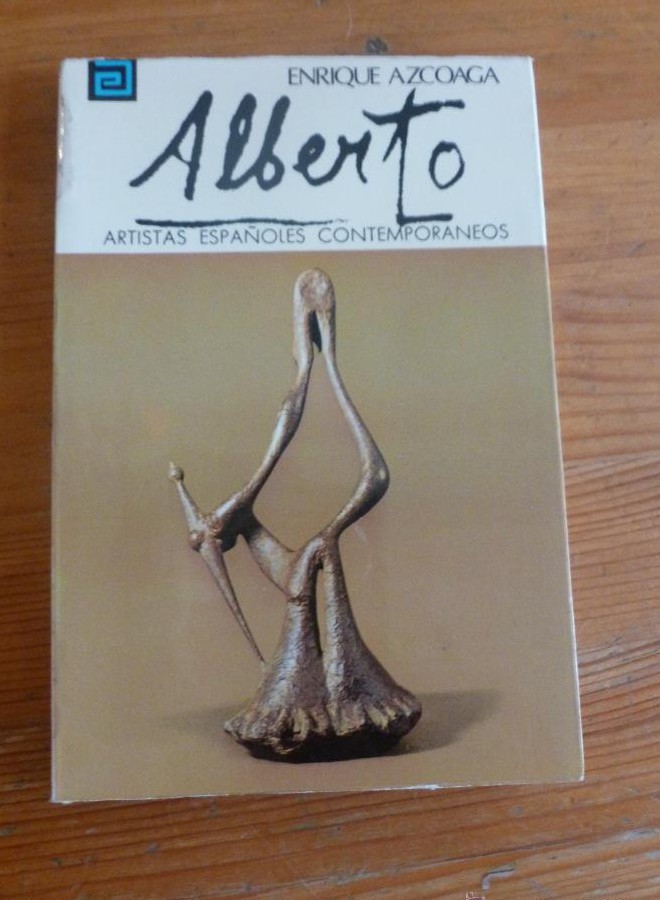 ENRIQUE AZCOAGA
Alberto
ARTISTAS ESPAÑOLES CONTEMPORANEOS